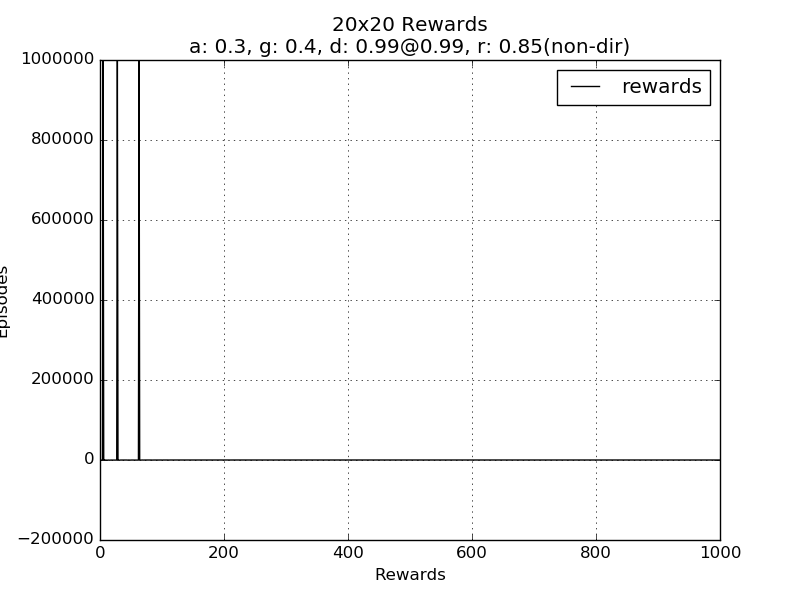 20x20 Rewards
a: 0.3, g: 0.4, d: 0.99@0.99, r: 0.85(non-dir)
rewards
1000000
800000
600000
400000
200000
0
−200000
Episodes
0 200 400 600 800 1000
Rewards